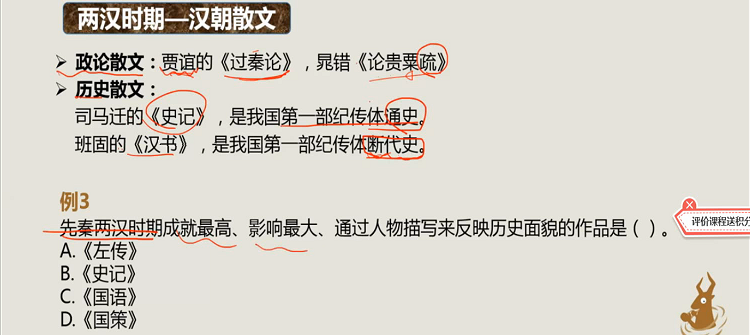 两汉时期—汉朝散文
政论散文：贾谊的《过秦论》，晁错《论贵粟疏》
历史散文：
司马迁的《史记》，是我国第一部纪传体通史。
班固的《汉书》，是我国第一部纪传体断代史。
例3
先秦两汉时期成就最高、影响最大、通过人物描写来反映历史面貌的作品是（ ）。
评价课程送积分
A.《左传》
B.《史记》
C.《国语》
D.《国策》